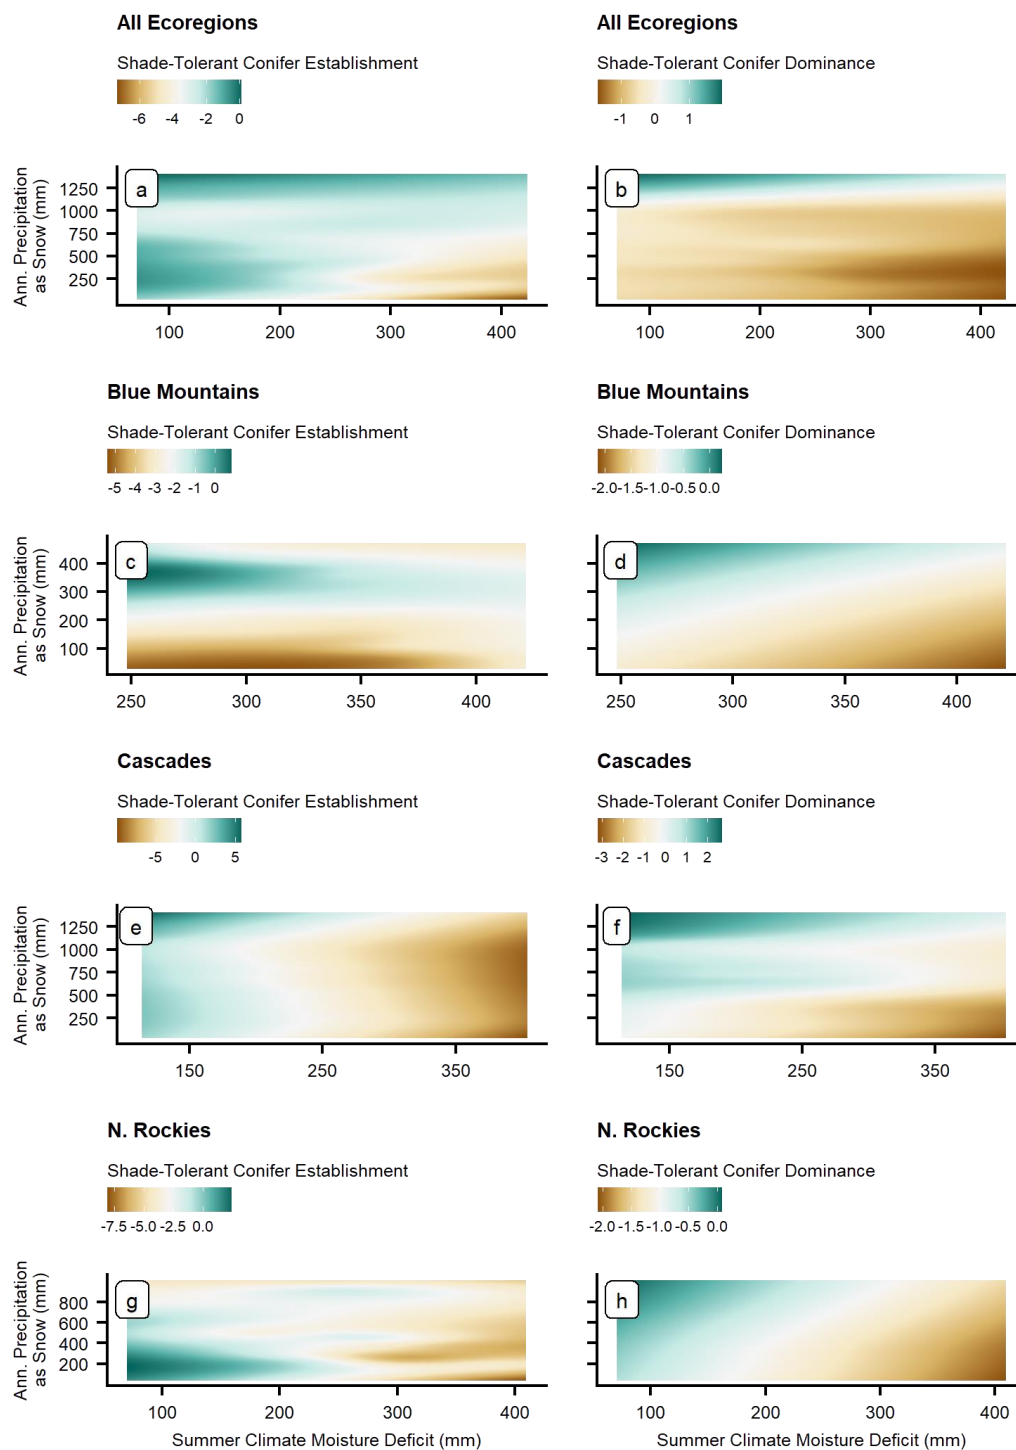 All Ecoregions
All Ecoregions
Shade-Tolerant Conifer Establishment
Shade-Tolerant Conifer Dominance
-6 -4 -2 0
-1 0 1
Ann. Precipitation
as Snow (mm)
1250
1000
750
500
250
a
b
100 200 300 400
100 200 300 400
Blue Mountains
Blue Mountains
Shade-Tolerant Conifer Establishment
Shade-Tolerant Conifer Dominance
-5 -4 -3 -2 -1 0
-2.0 -1.5 -1.0 -0.5 0.0
Ann. Precipitation
as Snow (mm)
400
300
200
100
c
d
250 300 350 400
250 300 350 400
Cascades
Cascades
Shade-Tolerant Conifer Establishment
Shade-Tolerant Conifer Dominance
-5 0 5
-3 -2 -1 0 1 2
Ann. Precipitation
as Snow (mm)
1250
1000
750
500
250
e
f
150 250 350
150 250 350
N. Rockies
N. Rockies
Shade-Tolerant Conifer Establishment
Shade-Tolerant Conifer Dominance
-7.5 -5.0 -2.5 0.0
-2.0 -1.5 -1.0 -0.5 0.0
Ann. Precipitation
as Snow (mm)
800
600
400
200
g
h
100 200 300 400
100 200 300 400
Summer Climate Moisture Deficit (mm)
Summer Climate Moisture Deficit (mm)